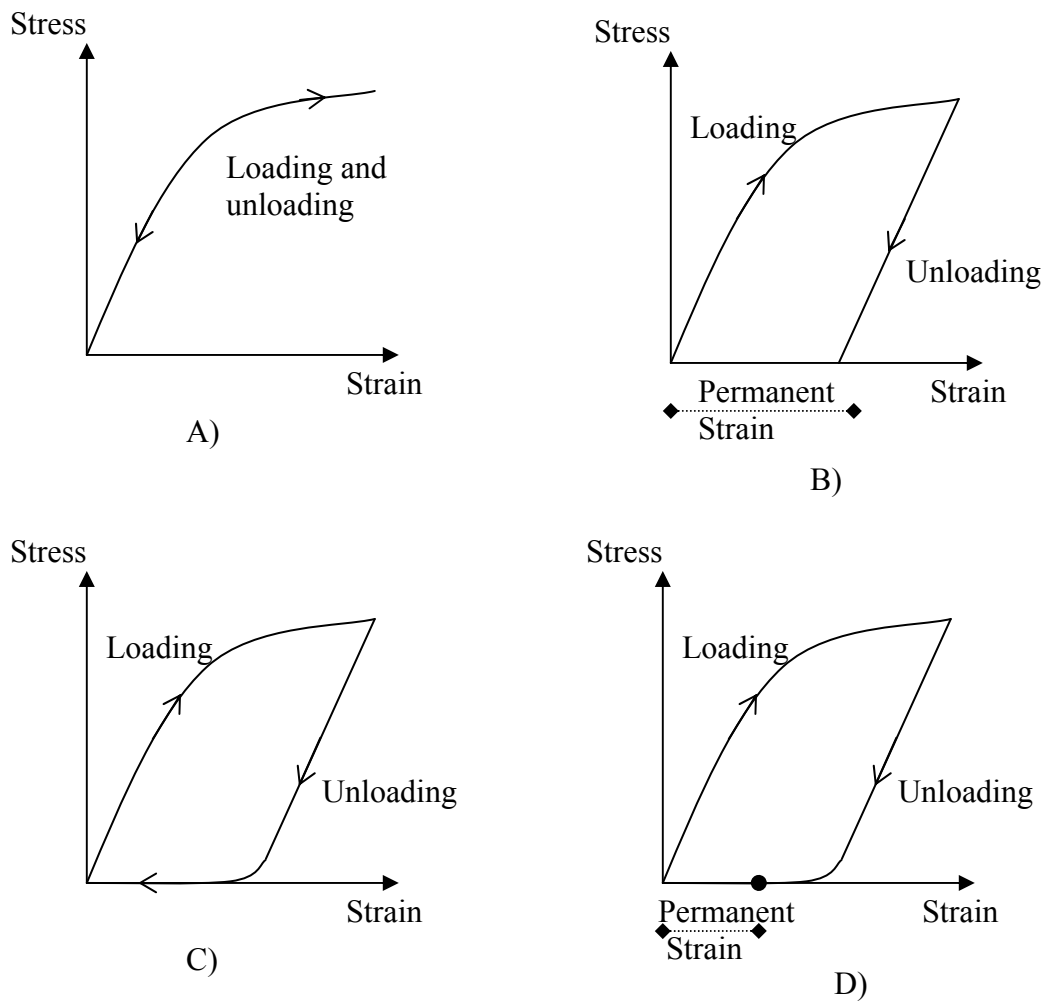 Stress
Loading and
unloading
Strain
A)
Stress
Loading
Unloading
Strain
Permanent
Strain
B)
Stress
Loading
Unloading
Strain
C)
Stress
Loading
Unloading
Strain
Permanent
Strain
D)